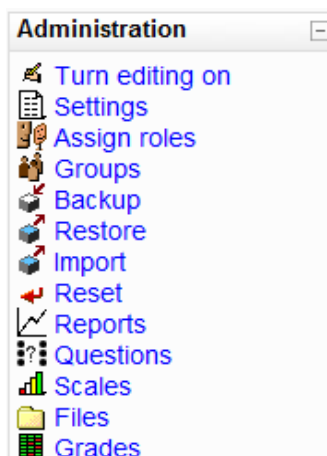 Administration
Turn editing on
Settings
Assign roles
Groups
Backup
Restore
Import
Reset
Reports
Questions
Scales
Files
Grades